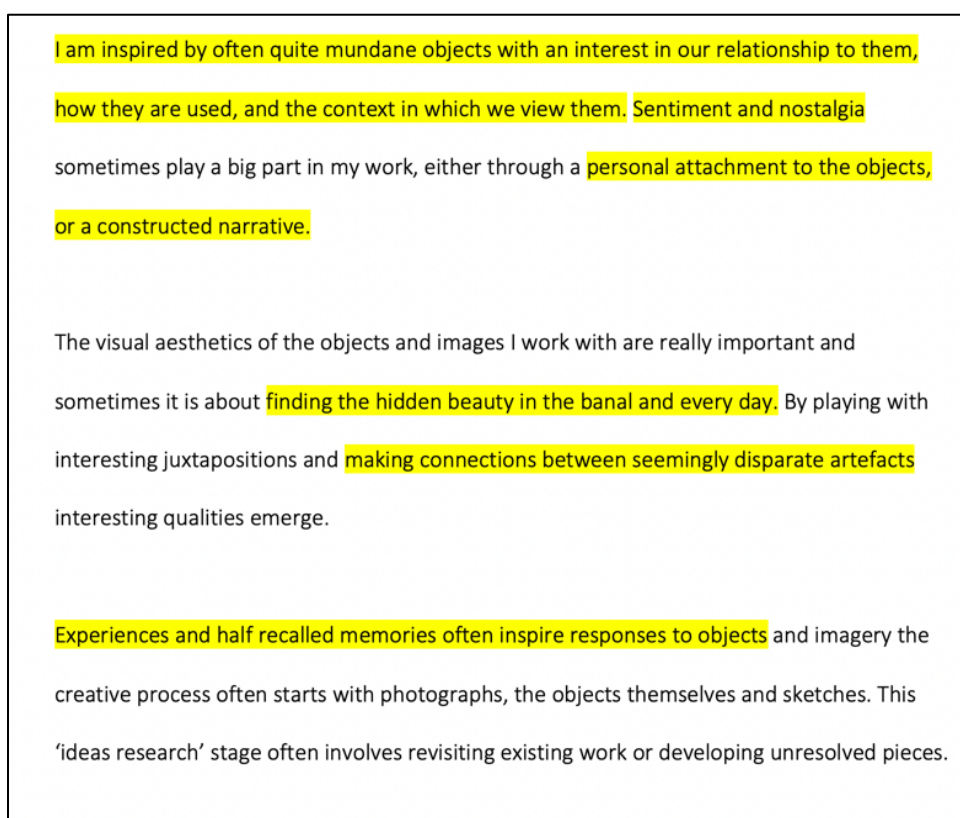 I am inspired by often quite mundane objects with an interest in our relationship to them,
how they are used, and the context in which we view them. Sentiment and nostalgia
sometimes play a big part in my work, either through a personal attachment to the objects,
or a constructed narrative.
The visual aesthetics of the objects and images I work with are really important and
sometimes it is about finding the hidden beauty in the banal and every day. By playing with
interesting juxtapositions and making connections between seemingly disparate artefacts
interesting qualities emerge.
Experiences and half recalled memories often inspire responses to objects and imagery the
creative process often starts with photographs, the objects themselves and sketches. This
‘ideas research’ stage often involves revisiting existing work or developing unresolved pieces.